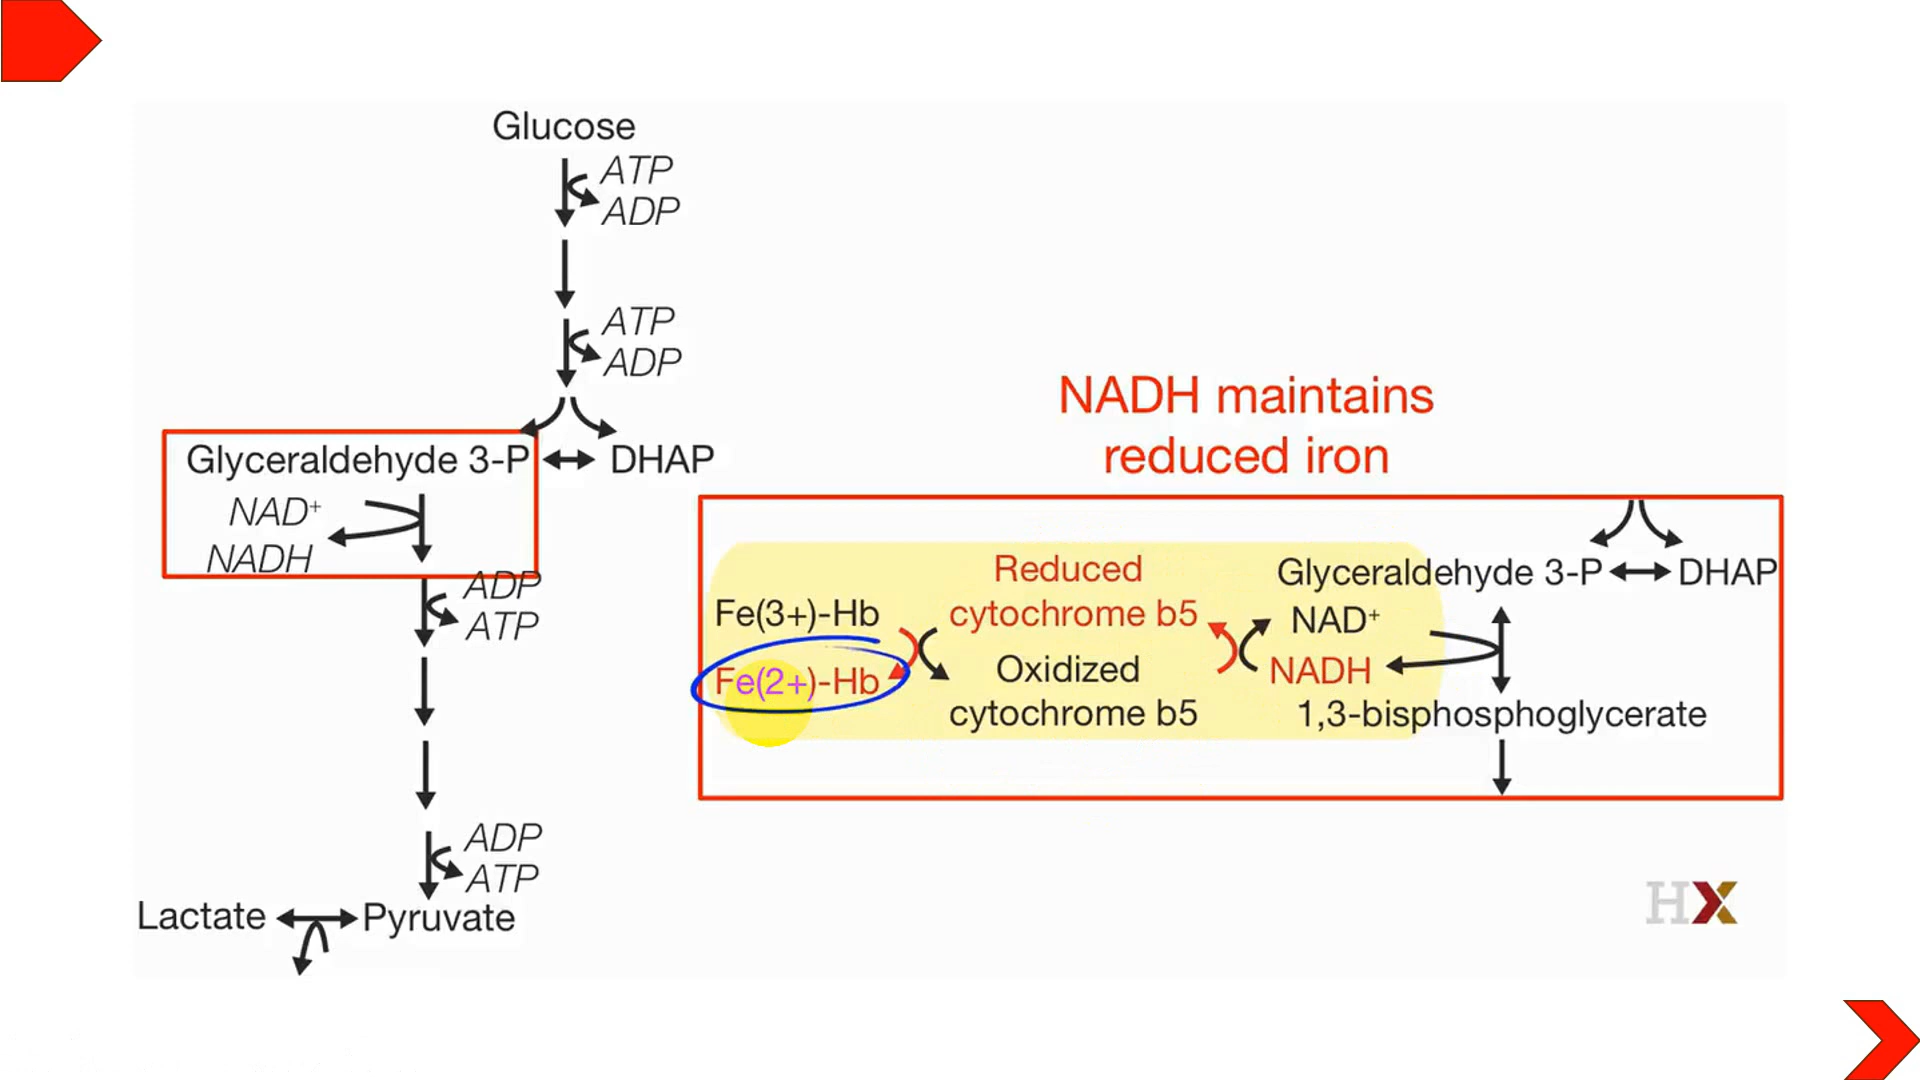 Glucose
ATP
ADP
ATP
ADP
Glyceraldehyde 3-P
DHAP
NAD⁺
NADH
ADP
ATP
ADP
ATP
Lactate
Pyruvate
NADH maintains
reduced iron
Fe(3+)-Hb
Fe(2+)-Hb
Reduced
cytochrome b5
Oxidized
cytochrome b5
Glyceraldehyde 3-P
DHAP
NAD⁺
NADH
1,3-bisphosphoglycerate
HX